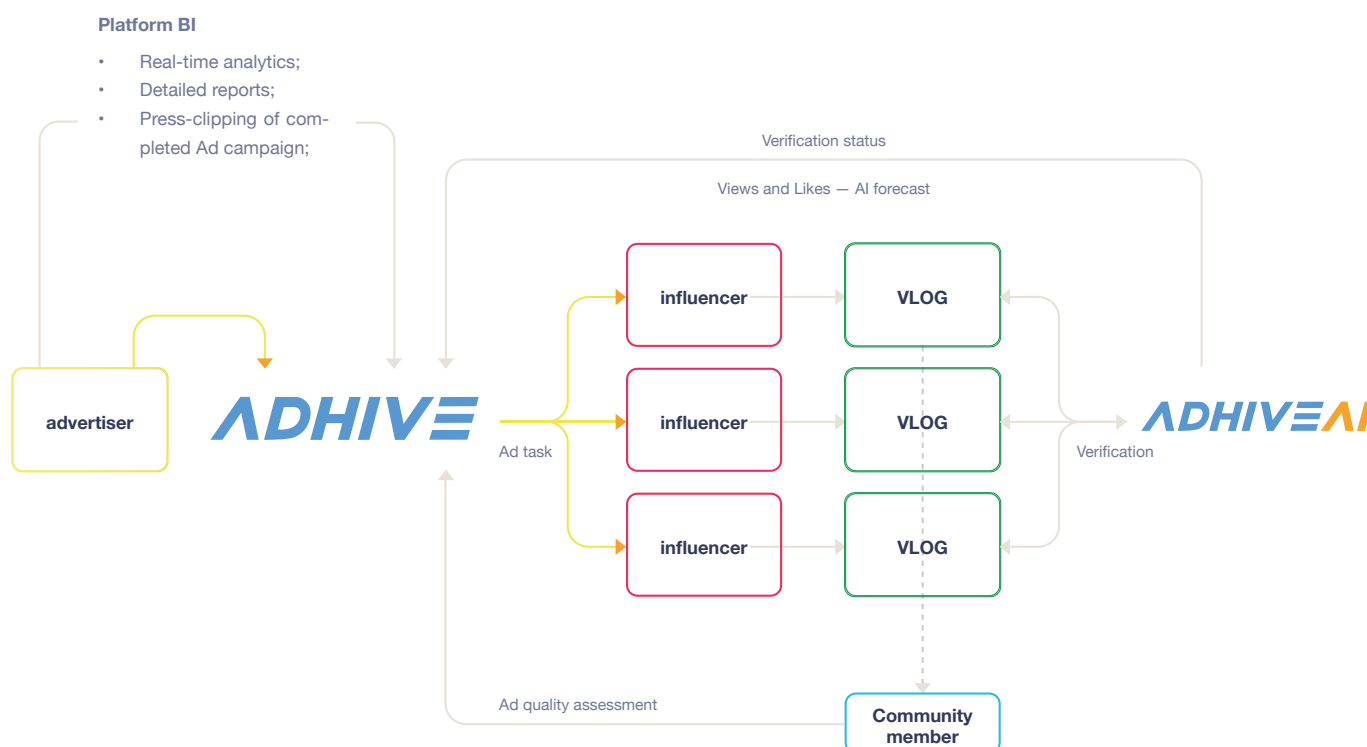 Platform BI
• Real-time analytics;
• Detailed reports;
• Press-clipping of com-
pleted Ad campaign;
Verification status
Views and Likes — AI forecast
influencer
VLOG
advertiser
ADHIVE
Ad task
influencer
VLOG
Verification
ADHIVEAI
influencer
VLOG
Ad quality assessment
Community
member